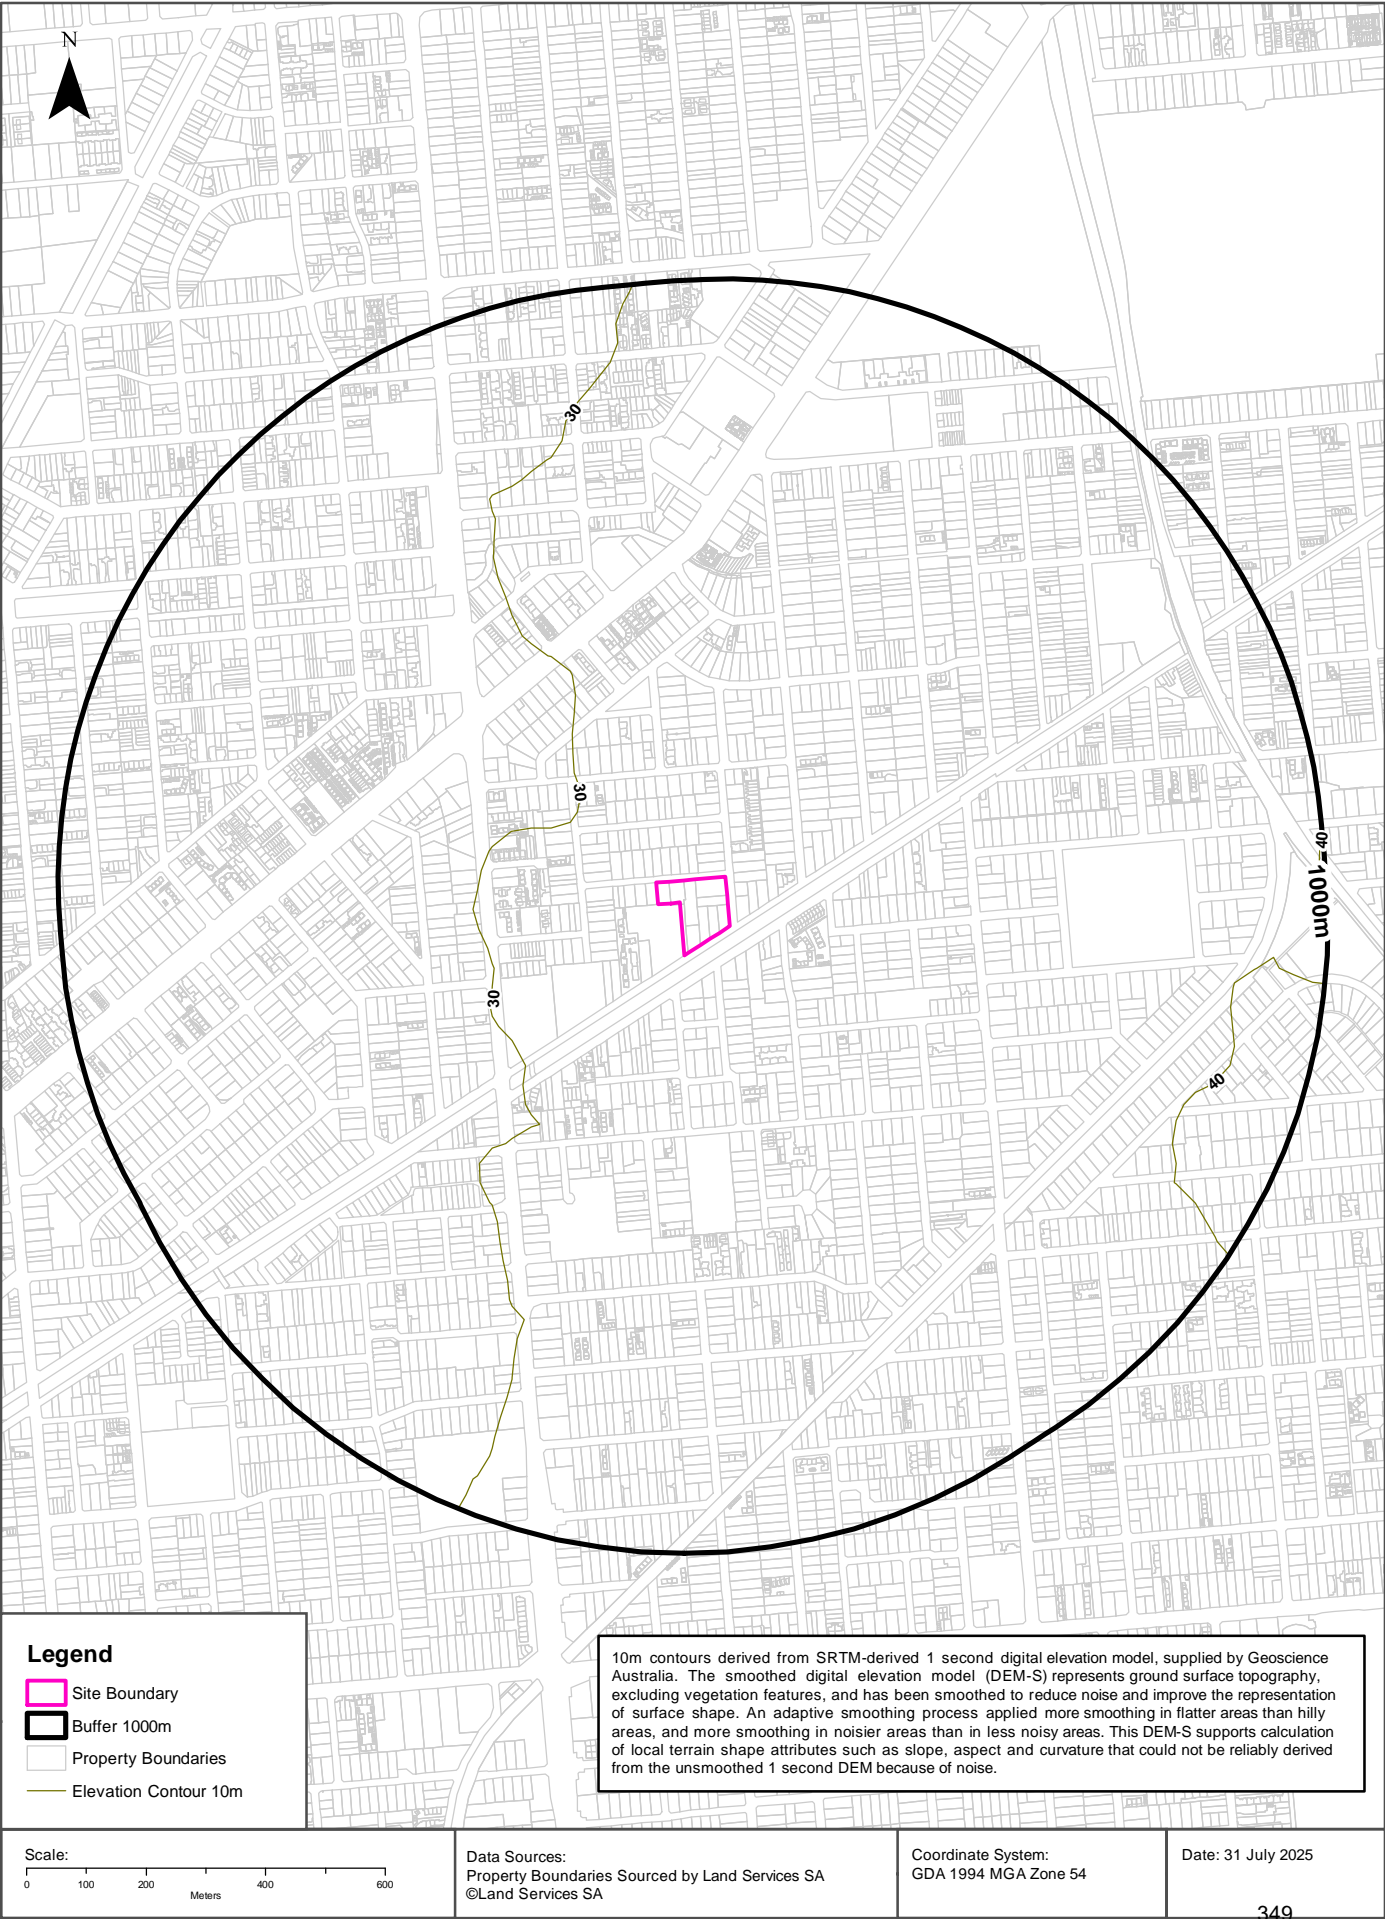 N
30
30
40
1000m
30
40
Legend
Site Boundary
Buffer 1000m
Property Boundaries
Elevation Contour 10m
10m contours derived from SRTM-derived 1 second digital elevation model, supplied by Geoscience
Australia. The smoothed digital elevation model (DEM-S) represents ground surface topography,
excluding vegetation features, and has been smoothed to reduce noise and improve the representation
of surface shape. An adaptive smoothing process applied more smoothing in flatter areas than hilly
areas, and more smoothing in noisier areas than in less noisy areas. This DEM-S supports calculation
of local terrain shape attributes such as slope, aspect and curvature that could not be reliably derived
from the unsmoothed 1 second DEM because of noise.
Scale:
0 100 200 400 600
Meters
Data Sources:
Property Boundaries Sourced by Land Services SA
©Land Services SA
Coordinate System:
GDA 1994 MGA Zone 54
Date: 31 July 2025
349